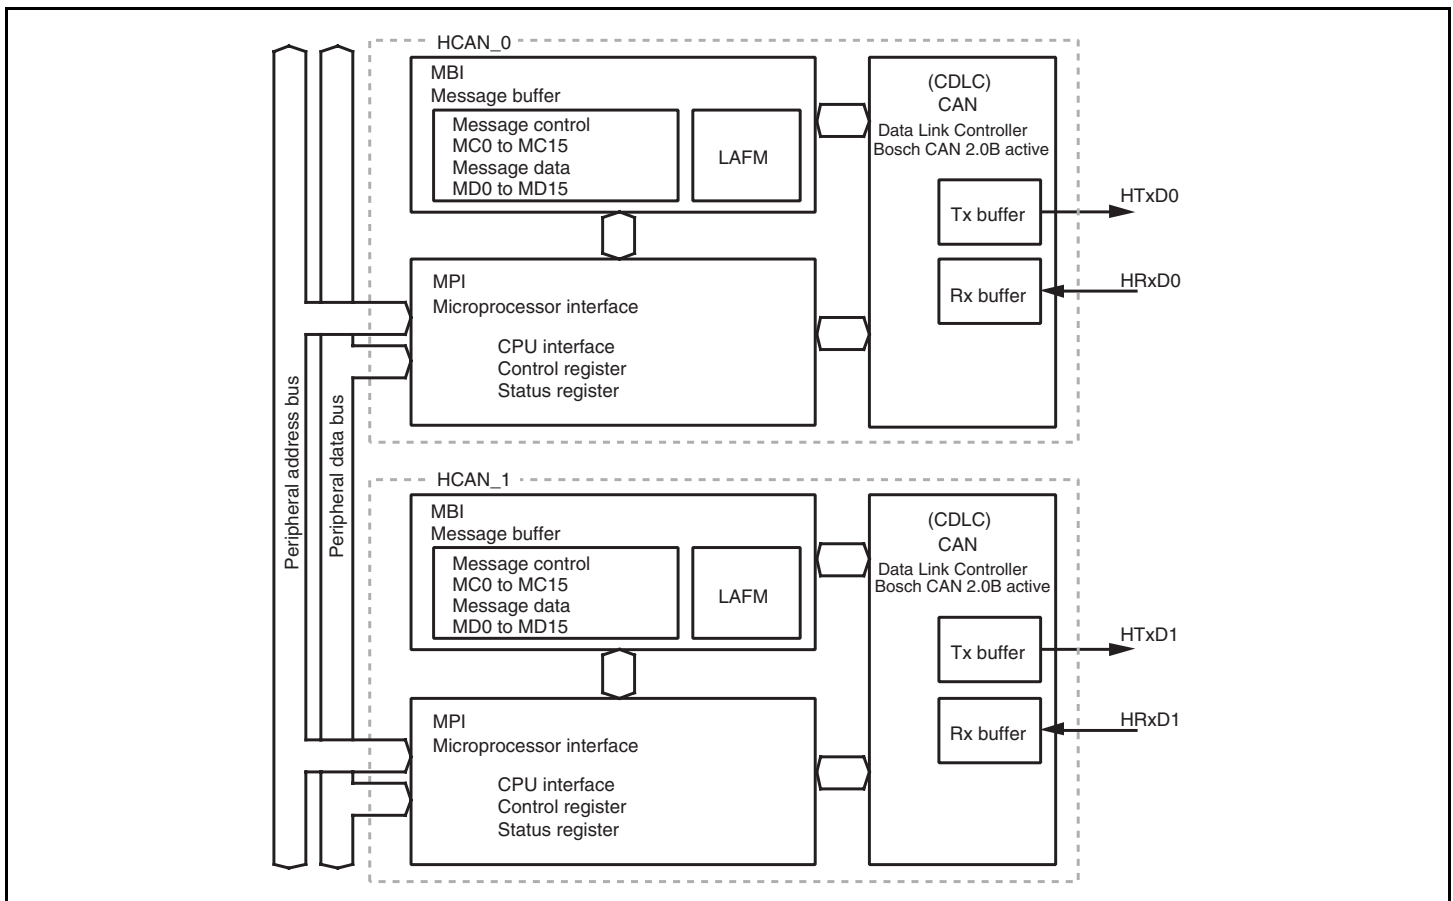 HCAN_0
MBI
Message buffer
Message control
MC0 to MC15
Message data
MD0 to MD15
LAFM
(CDLC)
CAN
Data Link Controller
Bosch CAN 2.0B active
Tx buffer
HTxD0
Rx buffer
HRxD0
MPI
Microprocessor interface
CPU interface
Control register
Status register
Peripheral address bus
Peripheral data bus
HCAN_1
MBI
Message buffer
Message control
MC0 to MC15
Message data
MD0 to MD15
LAFM
(CDLC)
CAN
Data Link Controller
Bosch CAN 2.0B active
Tx buffer
HTxD1
Rx buffer
HRxD1
MPI
Microprocessor interface
CPU interface
Control register
Status register